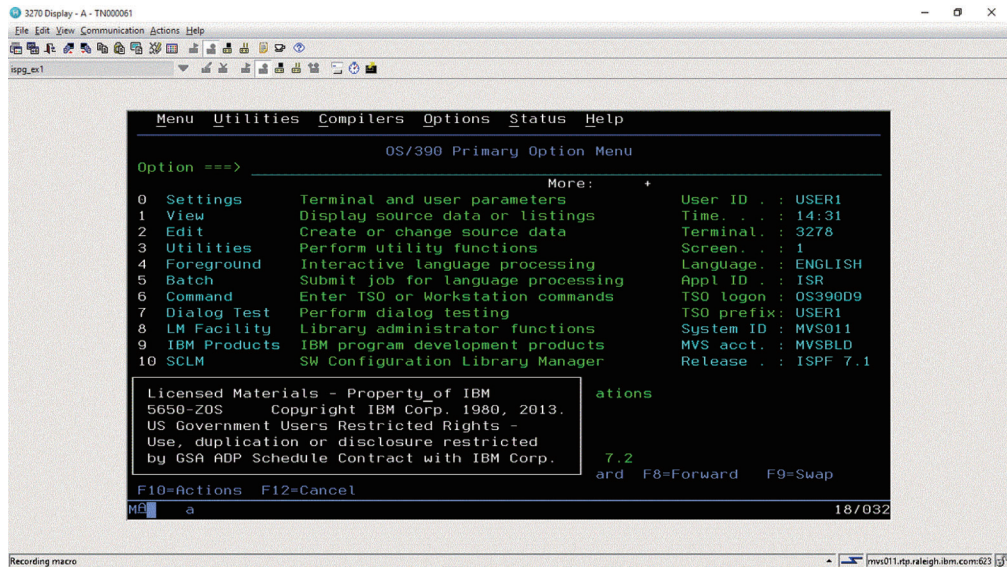 3270 Display - A - TN000061
File Edit View Communication Actions Help
ispg_ex1
Menu Utilities Compilers Options Status Help
OS/390 Primary Option Menu
Option ===>
More: +
0 Settings Terminal and user parameters User ID . : USER1
1 View Display source data or listings Time. . . : 14:31
2 Edit Create or change source data Terminal. : 3278
3 Utilities Perform utility functions Screen. . : 1
4 Foreground Interactive language processing Language. : ENGLISH
5 Batch Submit job for language processing Appl ID . : ISR
6 Command Enter TSO or Workstation commands TSO logon : OS390D9
7 Dialog Test Perform dialog testing TSO prefix: USER1
8 LM Facility Library administrator functions System ID : MVS011
9 IBM Products IBM program development products MVS acct. : MVSBLD
10 SCLM SW Configuration Library Manager Release . : ISPF 7.1
Licensed Materials - Property_of IBM ations
5650-ZOS Copyright IBM Corp. 1980, 2013.
US Government Users Restricted Rights -
Use, duplication or disclosure restricted
by GSA ADP Schedule Contract with IBM Corp. 7.2
ard F8=Forward F9=Swap
F10=Actions F12=Cancel
MA a 18/032
Recording macro mvs011.rtp.raleigh.ibm.com:623